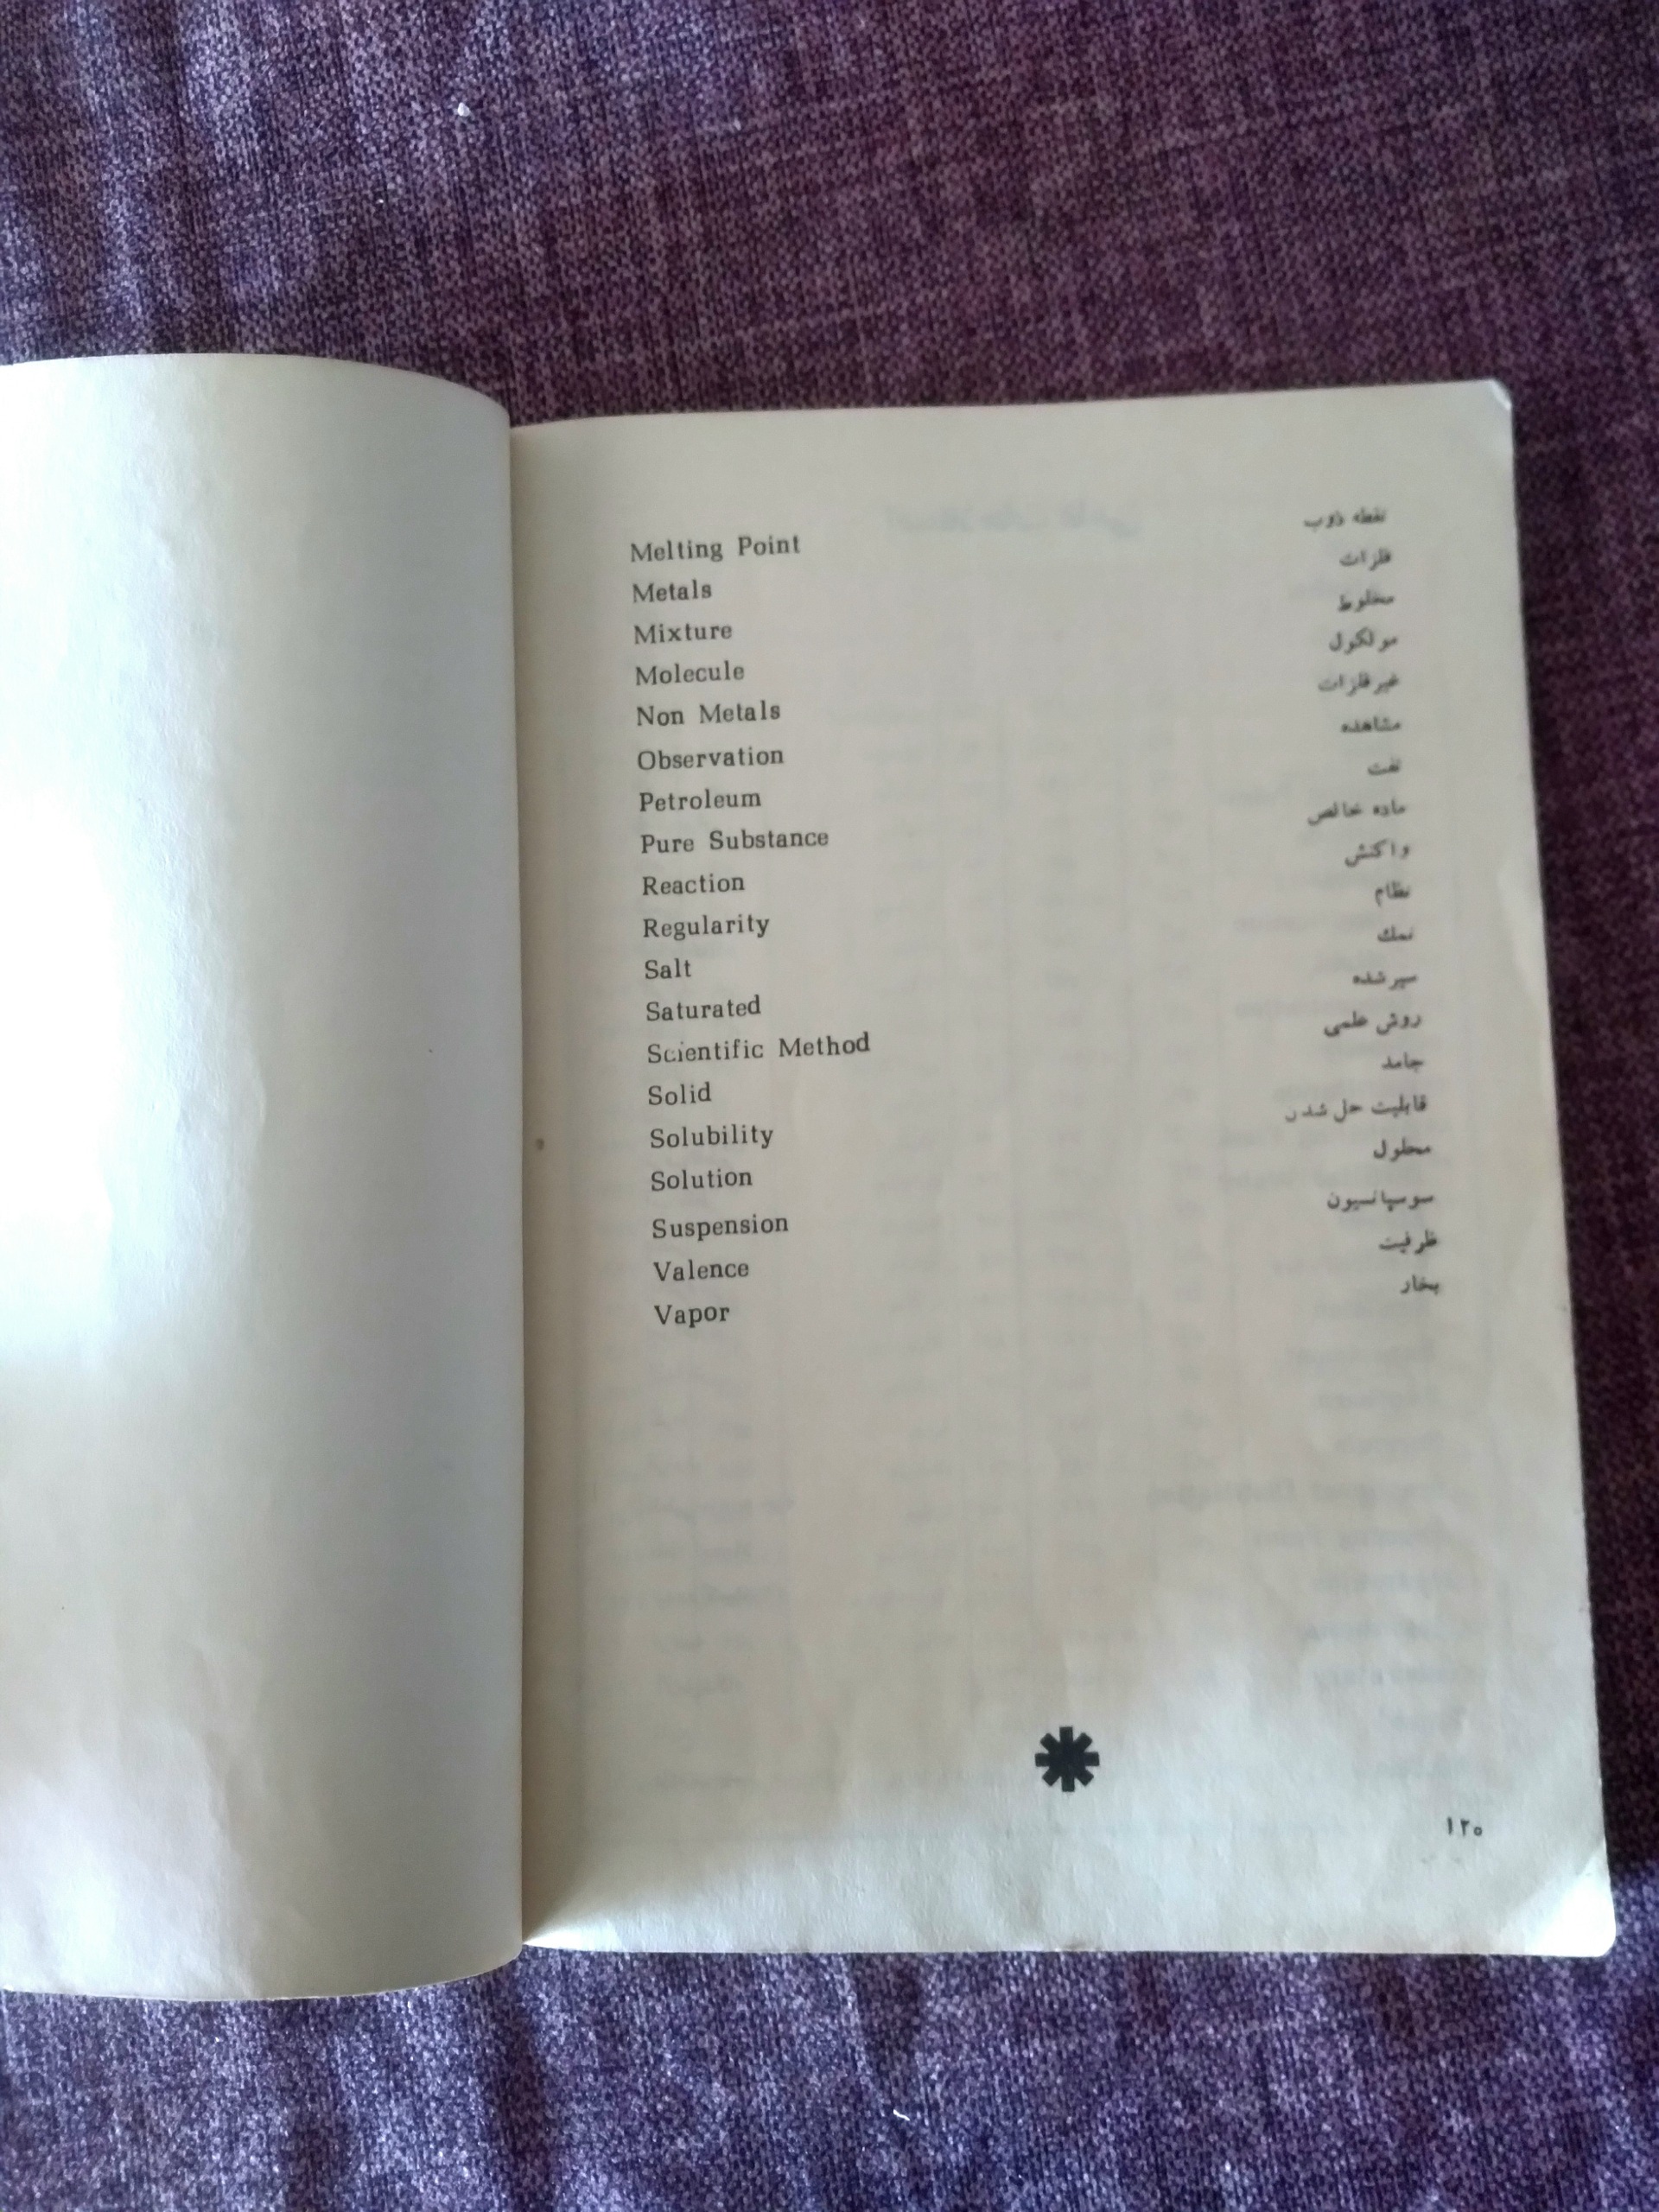 Melting Point نقطه ذوب
Metals فلزات
Mixture مخلوط
Molecule مولکول
Non Metals غیرفلزات
Observation مشاهده
Petroleum نفت
Pure Substance ماده خالص
Reaction واکنش
Regularity نظام
Salt نمك
Saturated سیرشده
Scientific Method روش علمی
Solid جامد
Solubility قابلیت حل شدن
Solution محلول
Suspension سوسپانسیون
Valence ظرفیت
Vapor بخار
۱۲۰